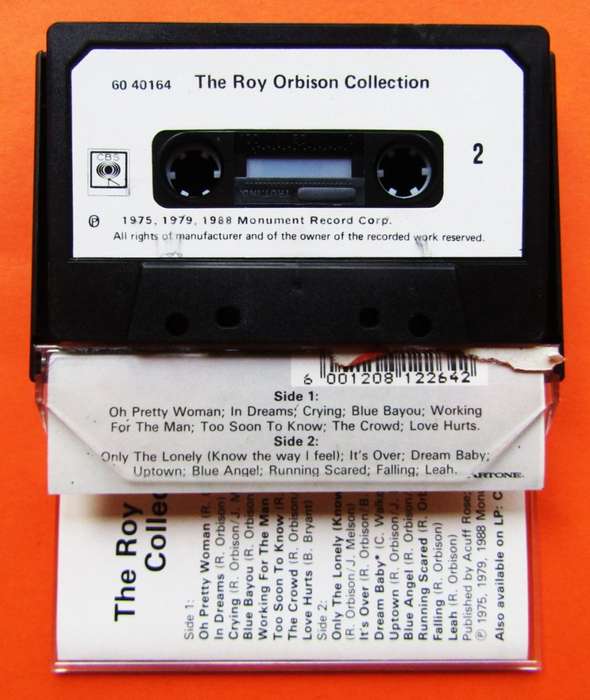 60 40164 The Roy Orbison Collection
CBS
2
℗ 1975, 1979, 1988 Monument Record Corp.
All rights of manufacturer and of the owner of the recorded work reserved.
6 001208 122642
Side 1:
Oh Pretty Woman; In Dreams; Crying; Blue Bayou; Working
For The Man; Too Soon To Know; The Crowd; Love Hurts.
Side 2:
Only The Lonely (Know the way I feel); It's Over; Dream Baby;
Uptown; Blue Angel; Running Scared; Falling; Leah.
ARTONE
The Roy
Collec
Side 1:
Oh Pretty Woman (R.
In Dreams (R. Orbison)
Crying (R. Orbison/J. M
Blue Bayou (R. Orbison/
Working For The Man
Too Soon To Know (R.
The Crowd (R. Orbison/
Love Hurts (B. Bryant)
Side 2:
Only The Lonely (Know
(R. Orbison/J. Melson)
It's Over (R. Orbison/B.
Dream Baby* (C. Walk
Uptown (R. Orbison/J.
Blue Angel (R. Orbison/
Running Scared (R. Orb
Falling (R. Orbison)
Leah (R. Orbison)
Published by Acuff Rose;
℗ 1975, 1979, 1988 Monu
Also available on LP: C